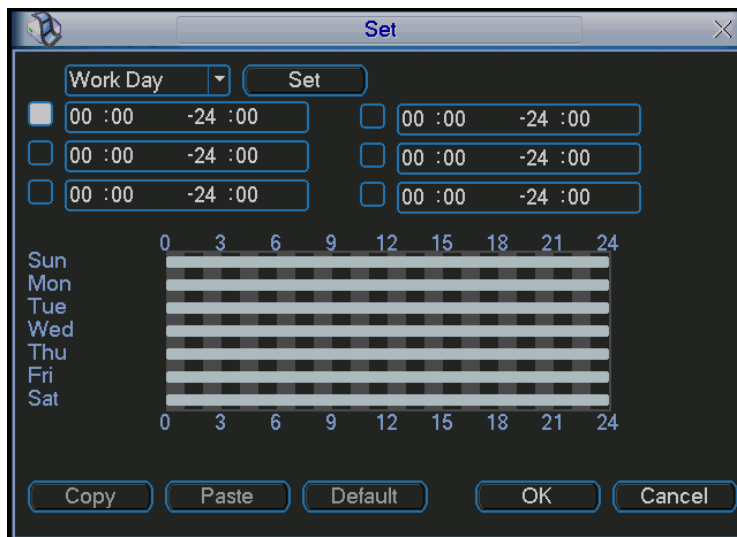 Set
Work Day Set
00 :00 -24 :00 00 :00 -24 :00
00 :00 -24 :00 00 :00 -24 :00
00 :00 -24 :00 00 :00 -24 :00
0 3 6 9 12 15 18 21 24
Sun
Mon
Tue
Wed
Thu
Fri
Sat
0 3 6 9 12 15 18 21 24
Copy Paste Default OK Cancel